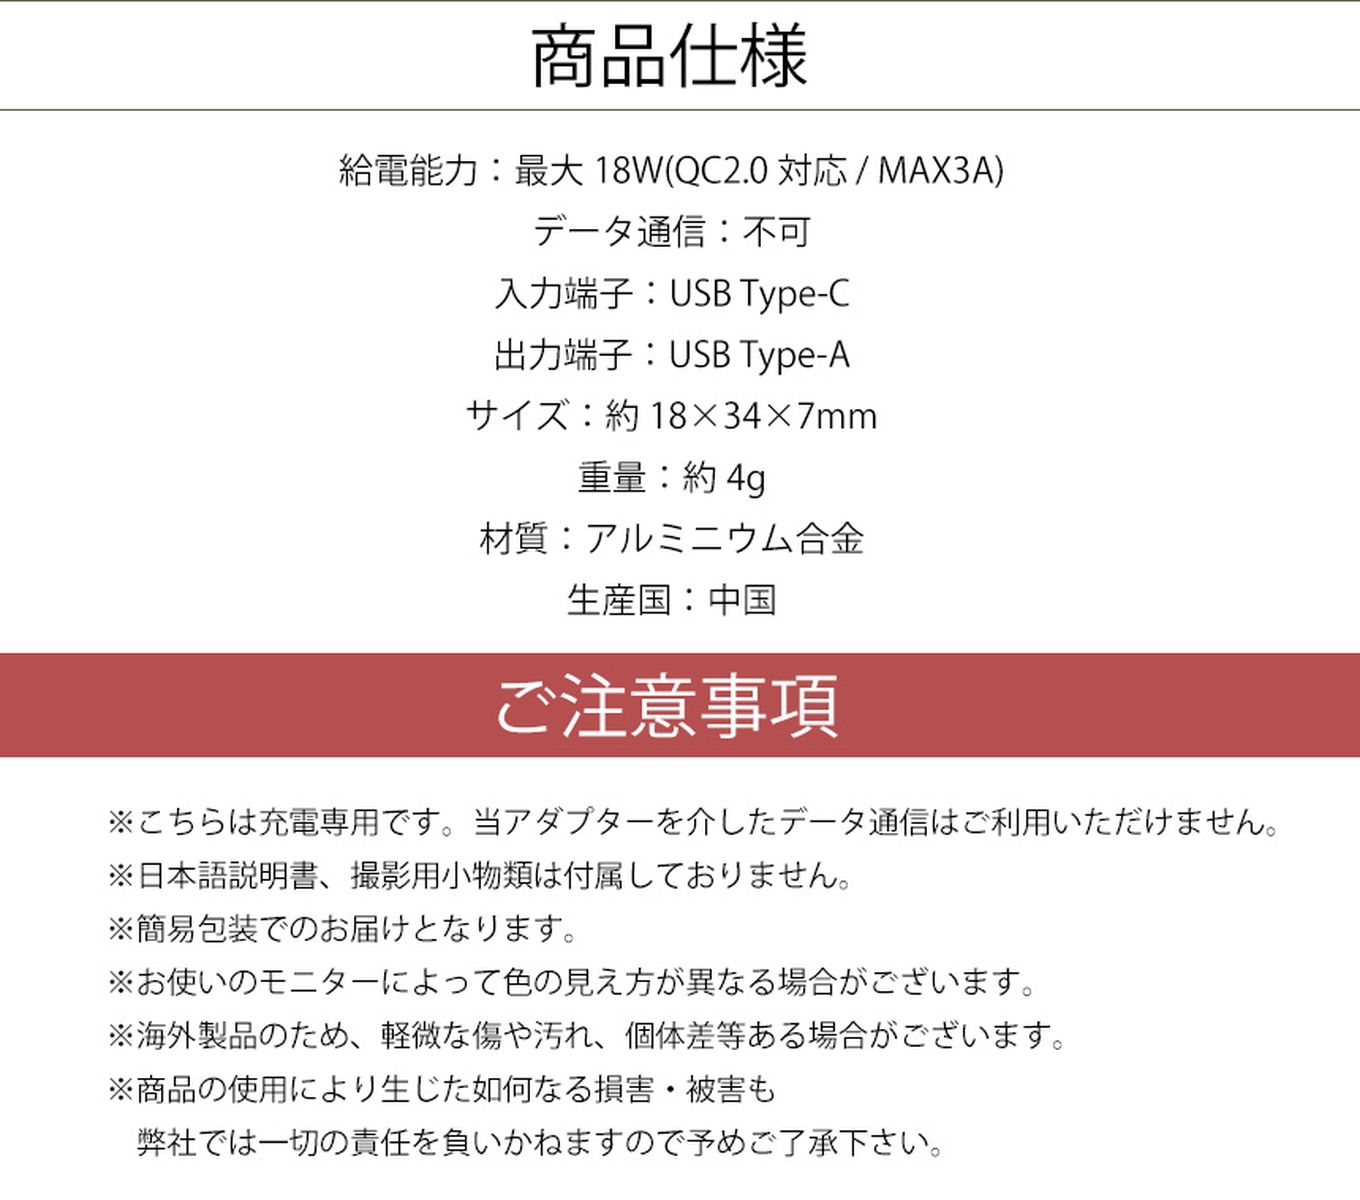 商品仕様
給電能力：最大 18W(QC2.0 対応 / MAX3A)
データ通信：不可
入力端子：USB Type-C
出力端子：USB Type-A
サイズ：約 18×34×7mm
重量：約 4g
材質：アルミニウム合金
生産国：中国
ご注意事項
※こちらは充電専用です。当アダプターを介したデータ通信はご利用いただけません。
※日本語説明書、撮影用小物類は付属しておりません。
※簡易包装でのお届けとなります。
※お使いのモニターによって色の見え方が異なる場合がございます。
※海外製品のため、軽微な傷や汚れ、個体差等ある場合がございます。
※商品の使用により生じた如何なる損害・被害も
弊社では一切の責任を負いかねますので予めご了承下さい。